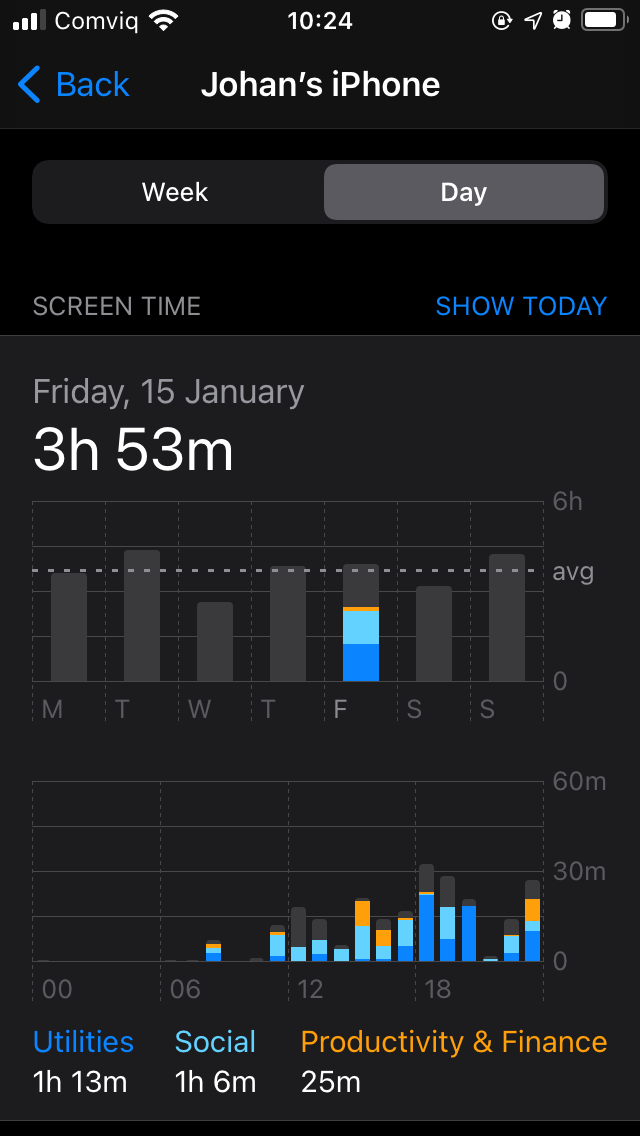 Comviq 10:24
Back Johan’s iPhone
Week Day
SCREEN TIME SHOW TODAY
Friday, 15 January
3h 53m
6h
avg
0
M T W T F S S
60m
30m
0
00 06 12 18
Utilities Social Productivity & Finance
1h 13m 1h 6m 25m